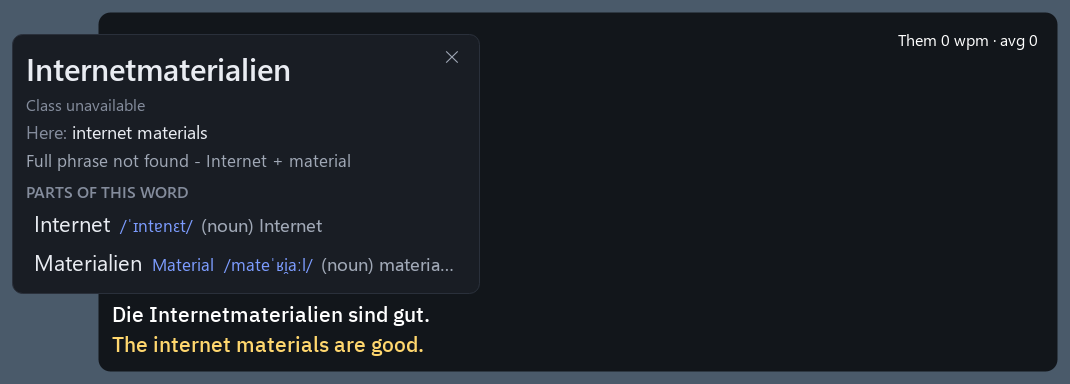 Them 0 wpm · avg 0
Internetmaterialien
Class unavailable
Here: internet materials
Full phrase not found - Internet + material
PARTS OF THIS WORD
Internet /ˈɪntɐnɛt/ (noun) Internet
Materialien Material /mateˈʁi̯aːl/ (noun) materia...
Die Internetmaterialien sind gut.
The internet materials are good.